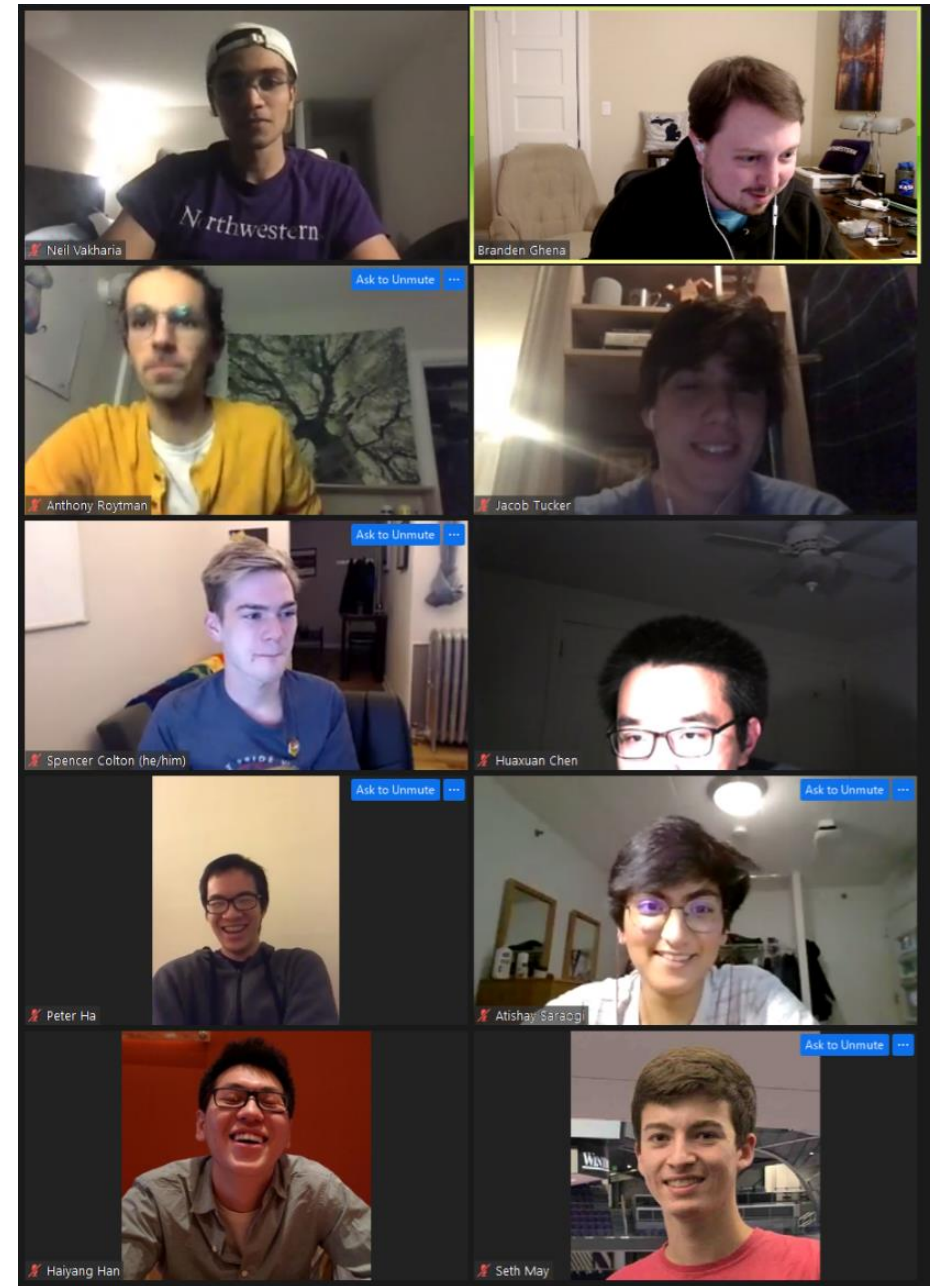 Northwestern
Neil Vakharia
Branden Ghena
Ask to Unmute ...
Anthony Roytman
Jacob Tucker
Ask to Unmute ...
Spencer Colton (he/him)
Huaxuan Chen
Peter Ha
Ask to Unmute ...
Atishay Saraogi
Ask to Unmute ...
Haiyang Han
Seth May
Ask to Unmute ...